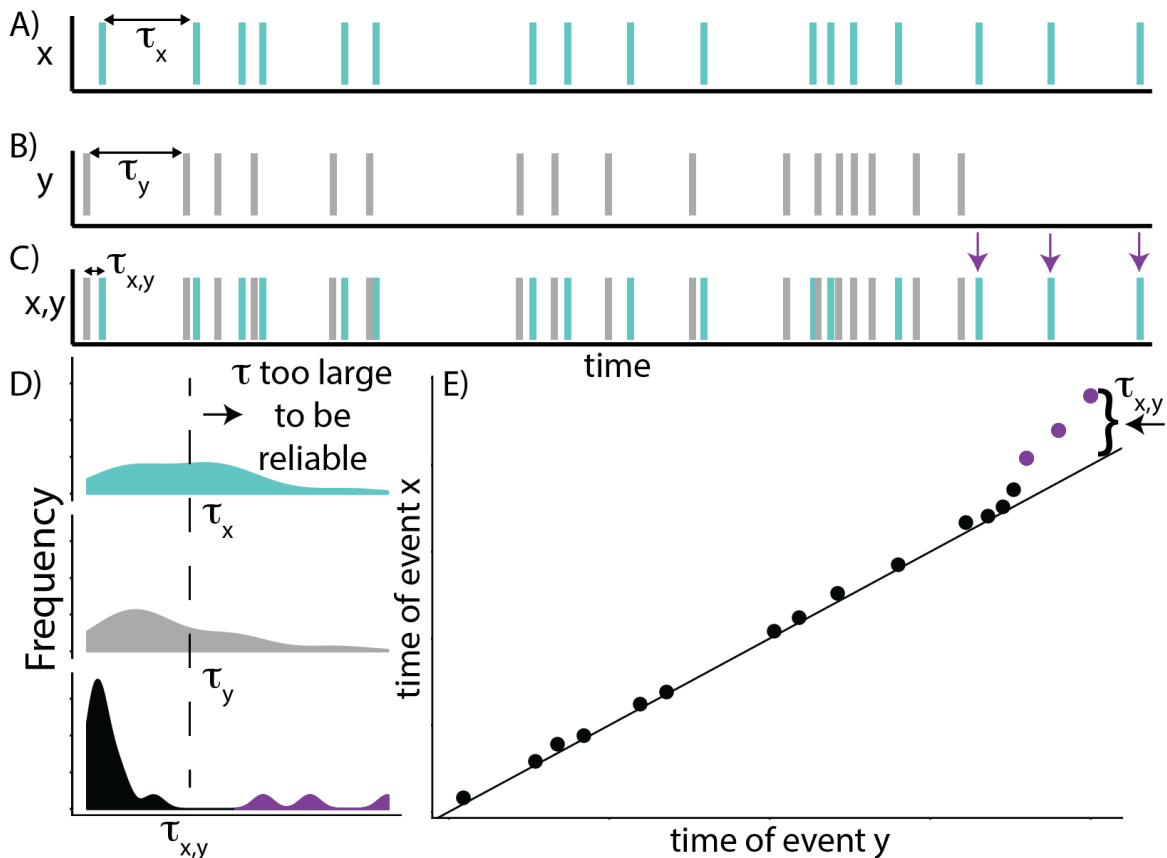 A)
x
τx
B)
y
τy
C)
x,y
τx,y
time
D)
τ too large
to be
reliable
Frequency
τx
τy
τx,y
E)
time of event x
τx,y
}
time of event y